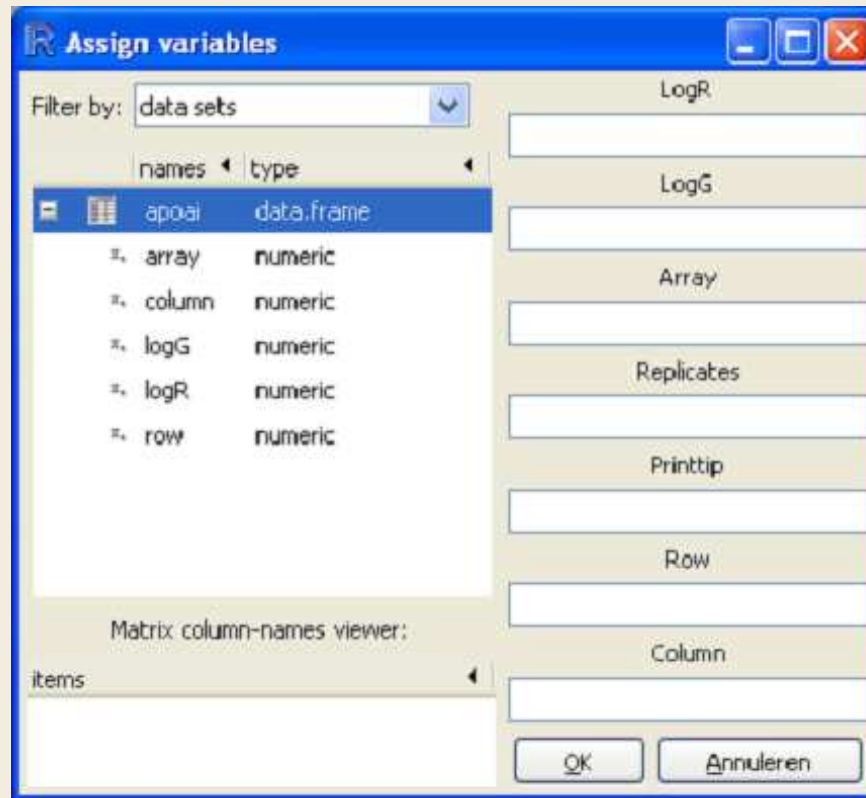 Assign variables
Filter by: data sets
names type
apoai data.frame
array numeric
column numeric
logG numeric
logR numeric
row numeric
Matrix column-names viewer:
items
LogR
LogG
Array
Replicates
Printtip
Row
Column
OK Annuleren